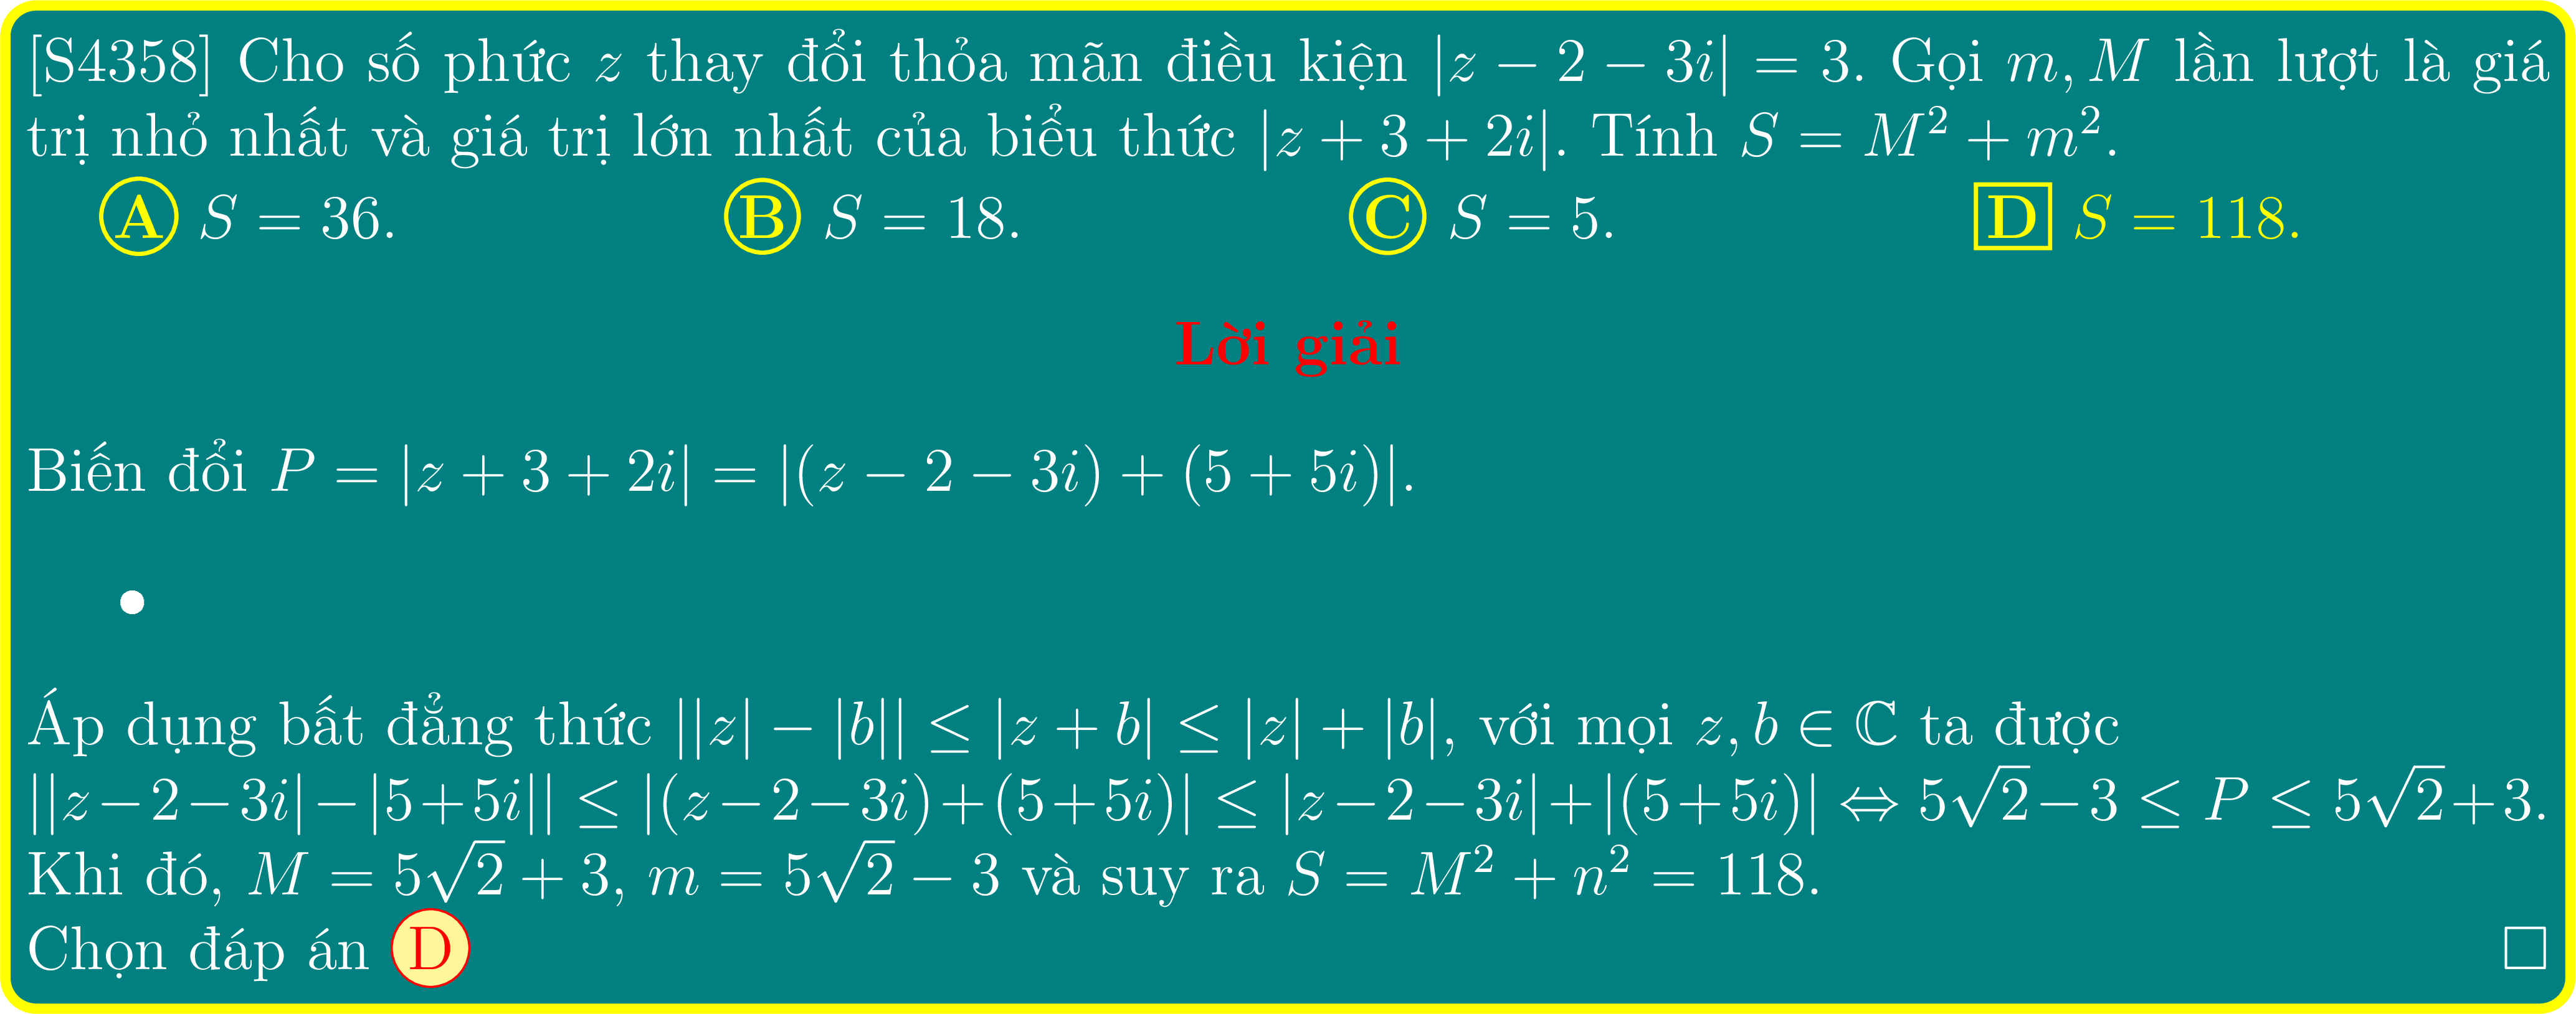 [S4358] Cho số phức z thay đổi thỏa mãn điều kiện |z − 2 − 3i| = 3. Gọi m, M lần lượt là giá
trị nhỏ nhất và giá trị lớn nhất của biểu thức |z + 3 + 2i|. Tính S = M² + m².
A S = 36. B S = 18. C S = 5. D S = 118.
Lời giải
Biến đổi P = |z + 3 + 2i| = |(z − 2 − 3i) + (5 + 5i)|.
•
Áp dụng bất đẳng thức ||z| − |b|| ≤ |z + b| ≤ |z| + |b|, với mọi z, b ∈ ℂ ta được
||z−2−3i|−|5+5i|| ≤ |(z−2−3i)+(5+5i)| ≤ |z−2−3i|+|(5+5i)| ⇔ 5√2−3 ≤ P ≤ 5√2+3.
Khi đó, M = 5√2 + 3, m = 5√2 − 3 và suy ra S = M² + n² = 118.
Chọn đáp án D □